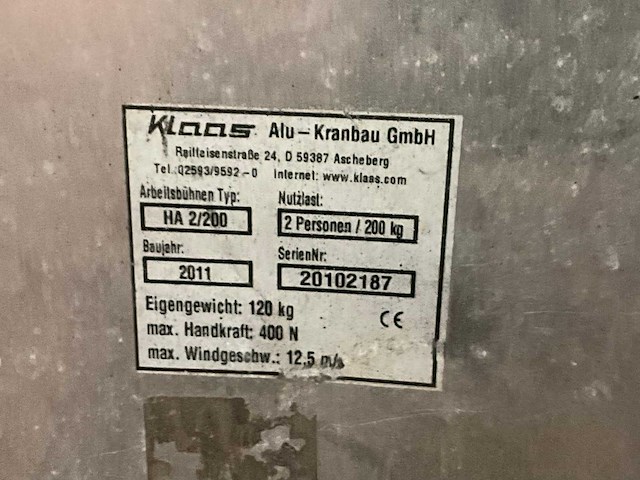 Klaas Alu-Kranbau GmbH
Raiffeisenstraße 24, D 59387 Ascheberg
Tel.:02593/9592-0 Internet: www.klaas.com
Arbeitsbühnen Typ: Nutzlast:
HA 2/200 2 Personen / 200 kg
Baujahr: SerienNr:
2011 20102187
Eigengewicht: 120 kg
max. Handkraft: 400 N CE
max. Windgeschw.: 12,5 m/s